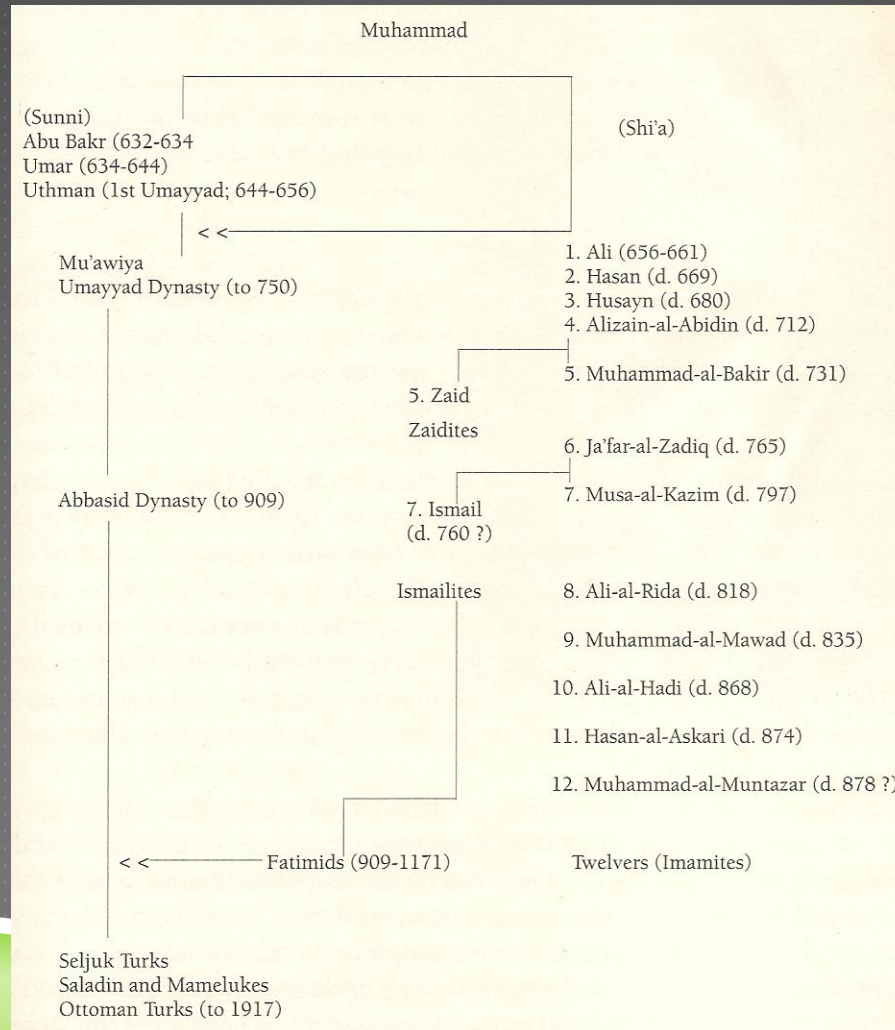 Muhammad
(Sunni)
Abu Bakr (632-634
Umar (634-644)
Uthman (1st Umayyad; 644-656)
(Shi'a)
< <
Mu'awiya
Umayyad Dynasty (to 750)
1. Ali (656-661)
2. Hasan (d. 669)
3. Husayn (d. 680)
4. Alizain-al-Abidin (d. 712)
5. Zaid
Zaidites
5. Muhammad-al-Bakir (d. 731)
6. Ja'far-al-Zadiq (d. 765)
Abbasid Dynasty (to 909)
7. Ismail
(d. 760 ?)
7. Musa-al-Kazim (d. 797)
Ismailites
8. Ali-al-Rida (d. 818)
9. Muhammad-al-Mawad (d. 835)
10. Ali-al-Hadi (d. 868)
11. Hasan-al-Askari (d. 874)
12. Muhammad-al-Muntazar (d. 878 ?)
< <
Fatimids (909-1171)
Twelvers (Imamites)
Seljuk Turks
Saladin and Mamelukes
Ottoman Turks (to 1917)